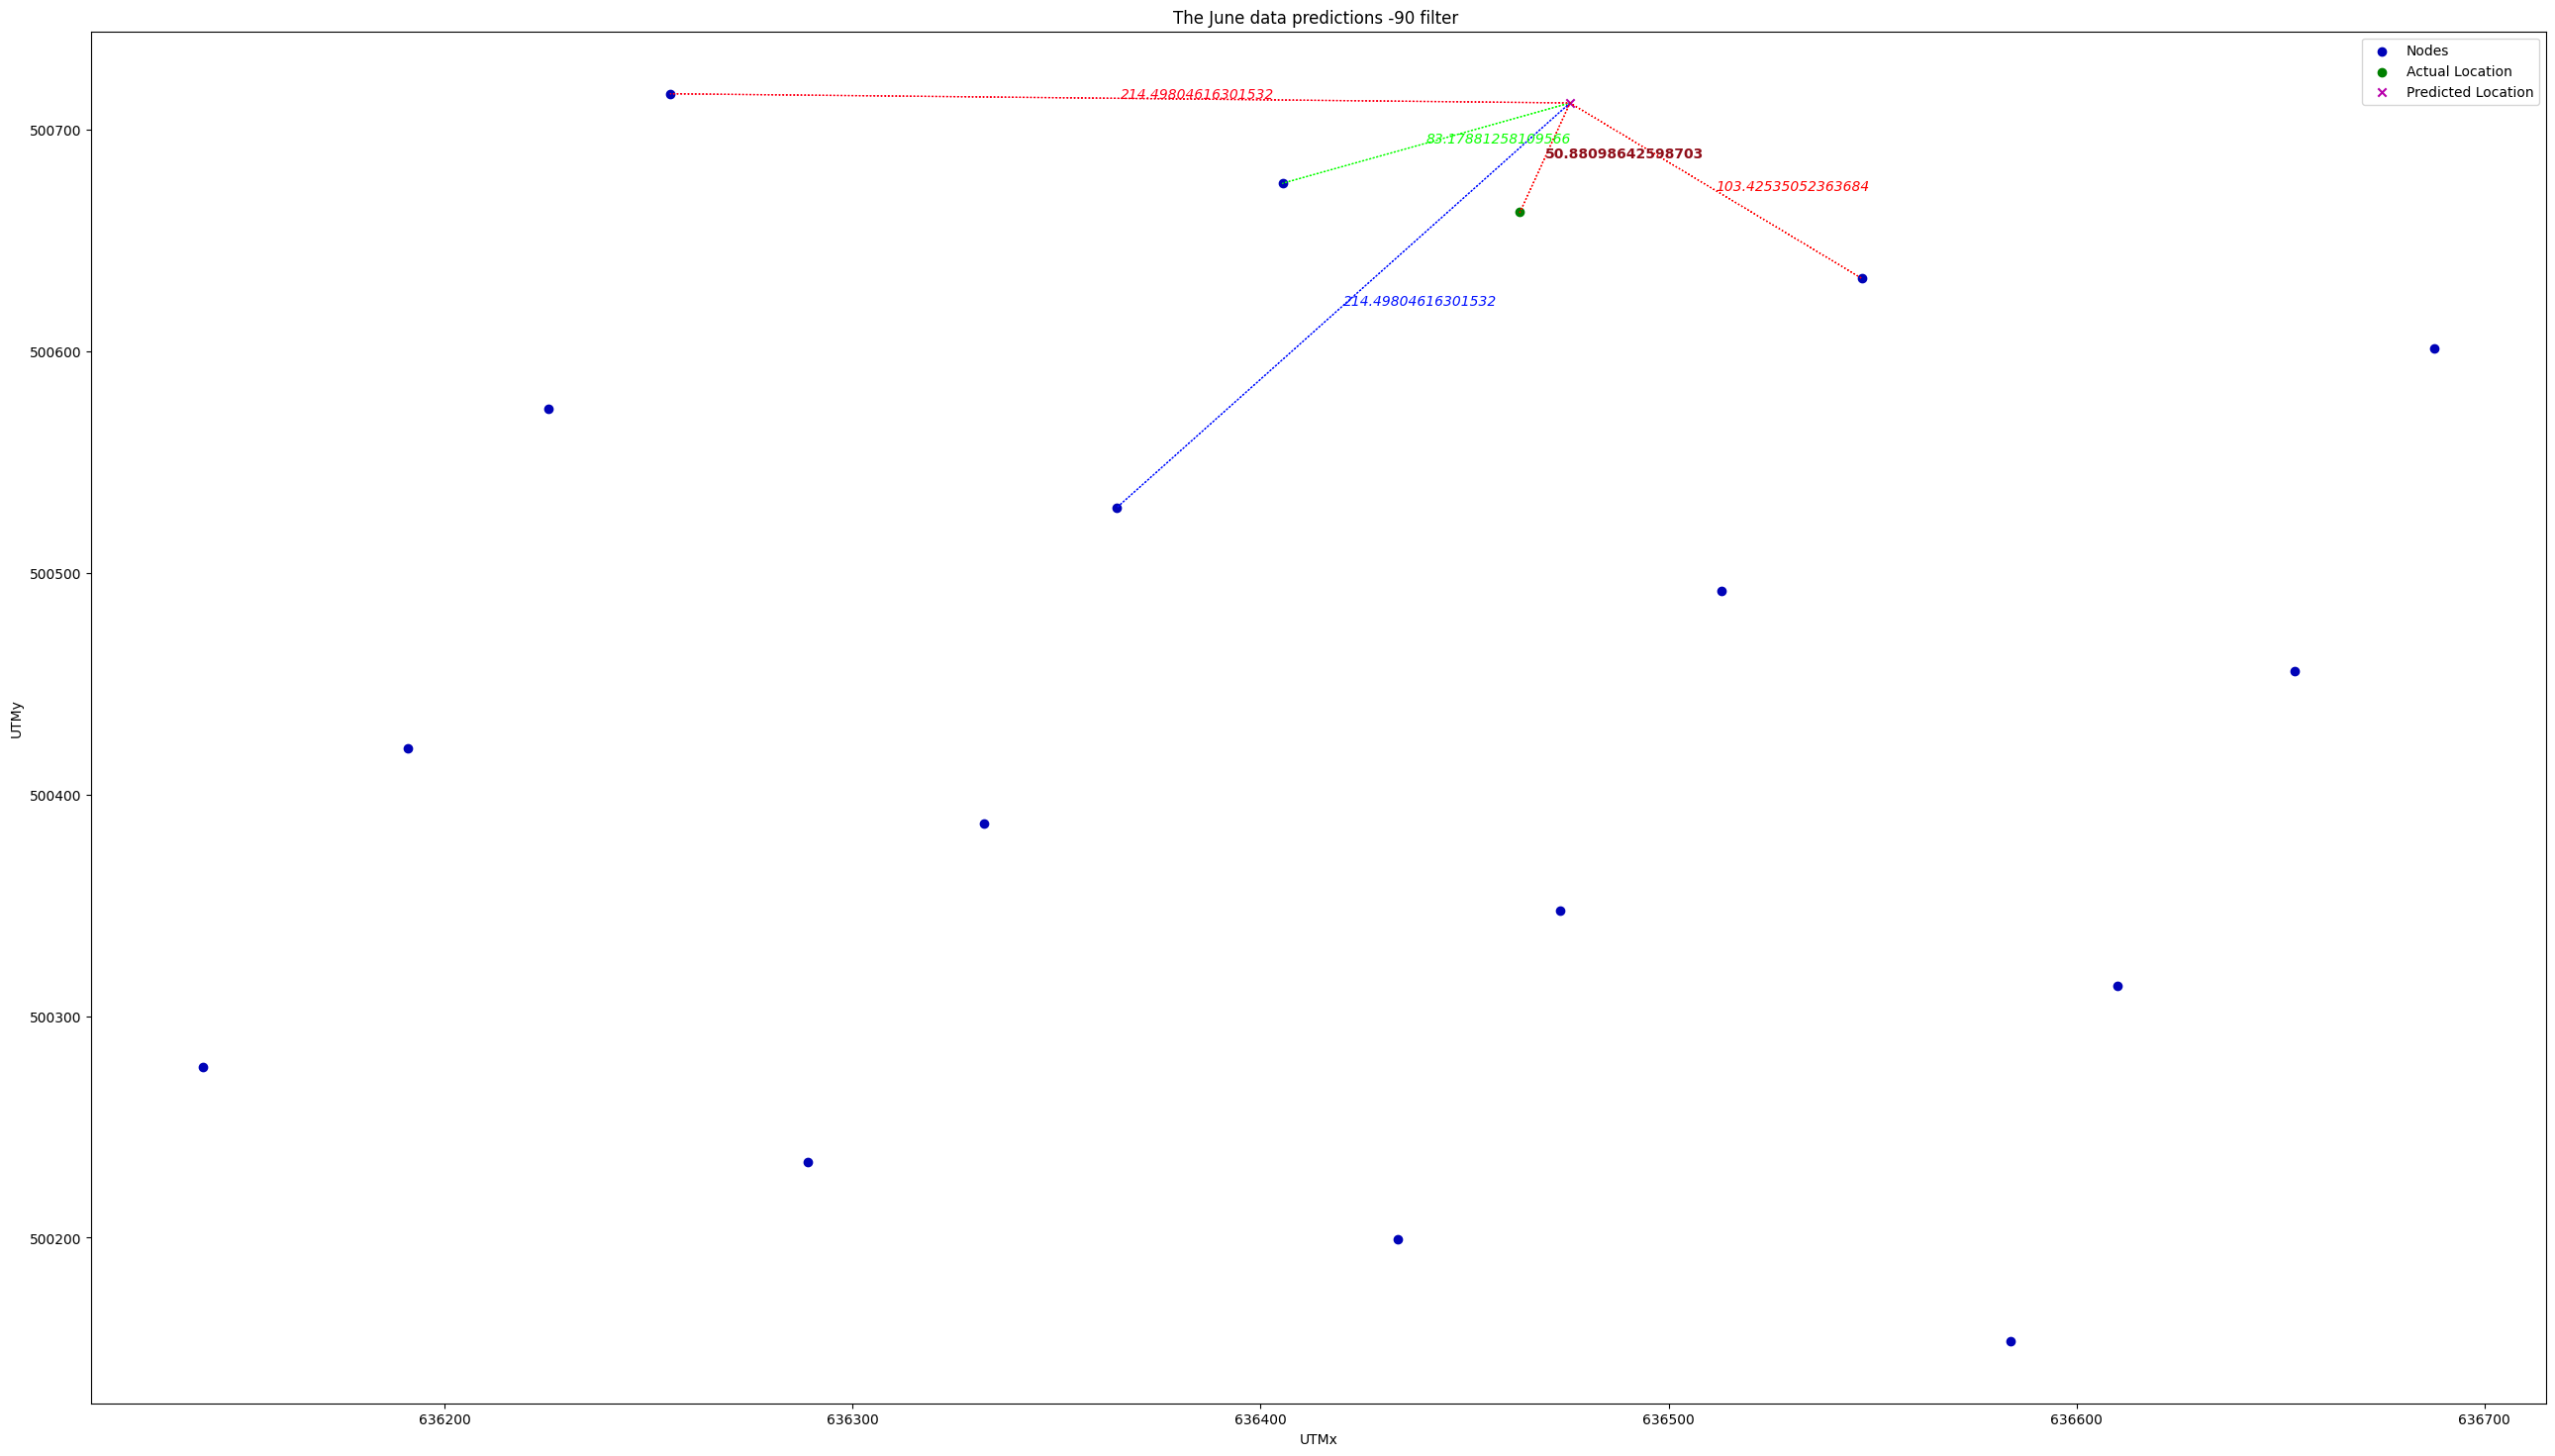 The June data predictions -90 filter
Nodes
Actual Location
Predicted Location
214.49804616301532
83.17881258109566
50.88098642598703
103.42535052363684
214.49804616301532
500700
500600
500500
500400
500300
500200
UTMy
636200
636300
636400
636500
636600
636700
UTMx